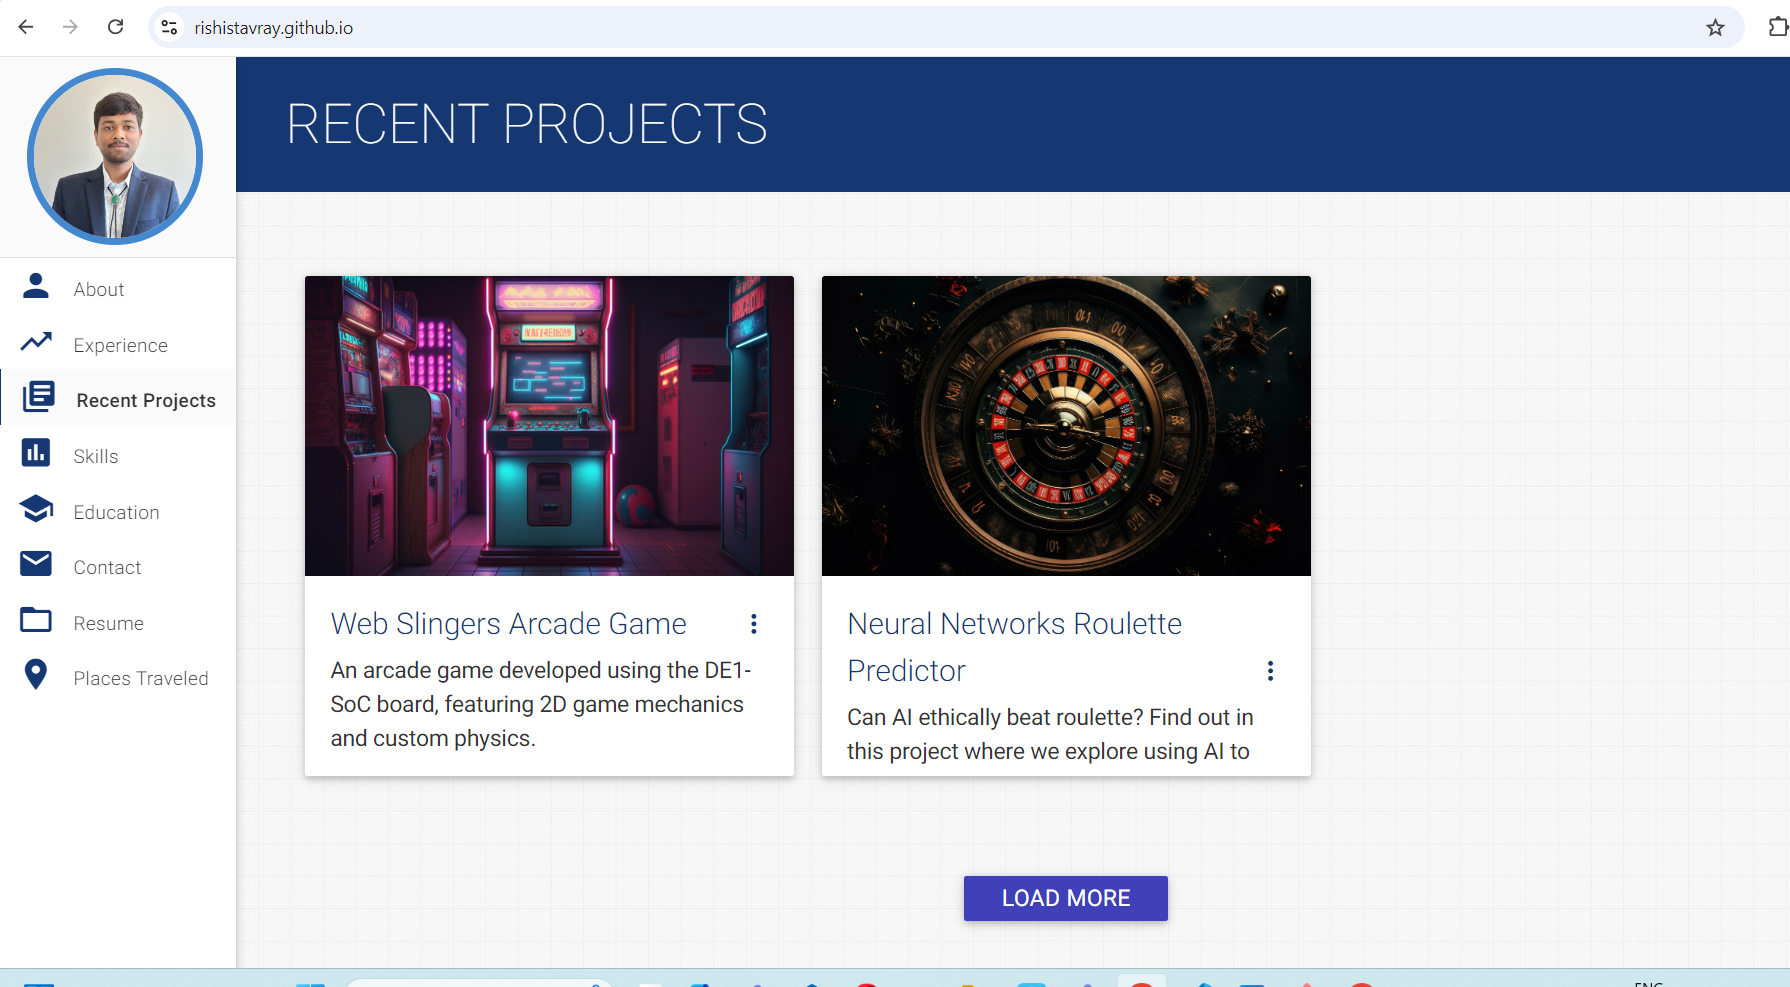 rishistavray.github.io
RECENT PROJECTS
About
Experience
Recent Projects
Skills
Education
Contact
Resume
Places Traveled
Web Slingers Arcade Game
An arcade game developed using the DE1-
SoC board, featuring 2D game mechanics
and custom physics.
Neural Networks Roulette
Predictor
Can AI ethically beat roulette? Find out in
this project where we explore using AI to
LOAD MORE
ENG